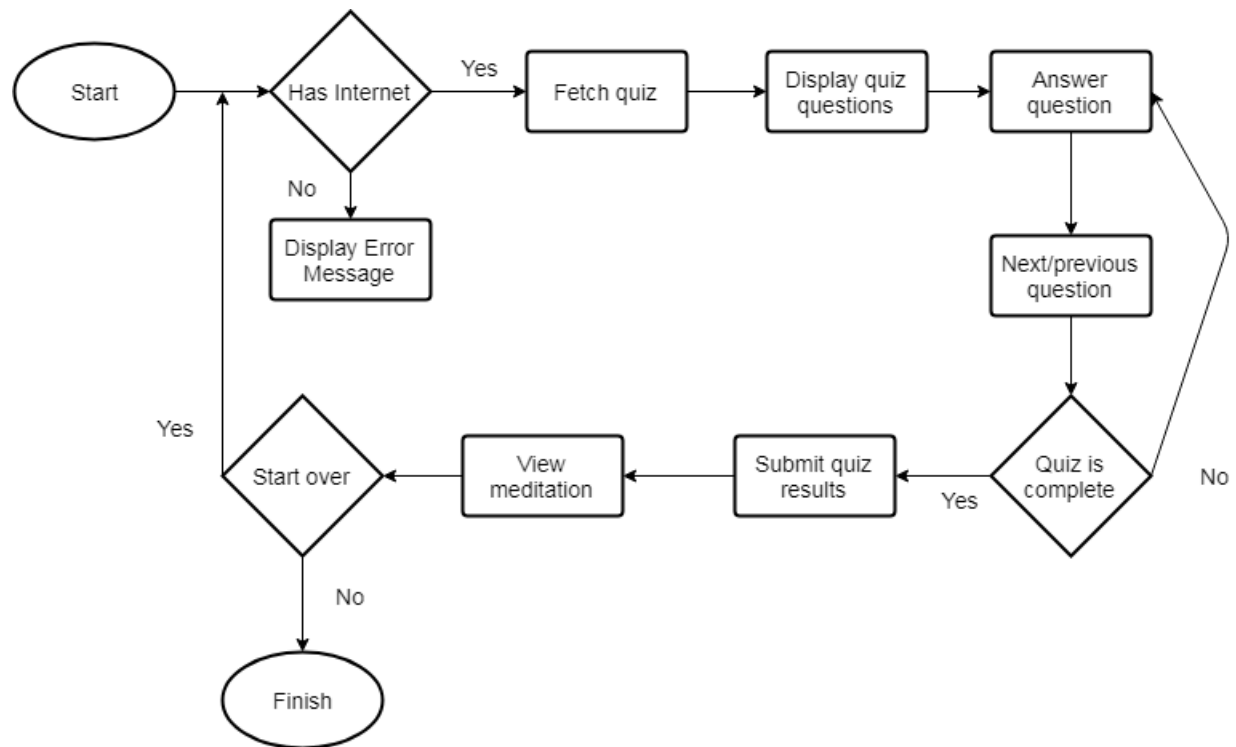 Start
Has Internet
Yes
Fetch quiz
Display quiz
questions
Answer
question
No
Display Error
Message
Next/previous
question
Yes
Start over
View
meditation
Submit quiz
results
Yes
Quiz is
complete
No
No
Finish